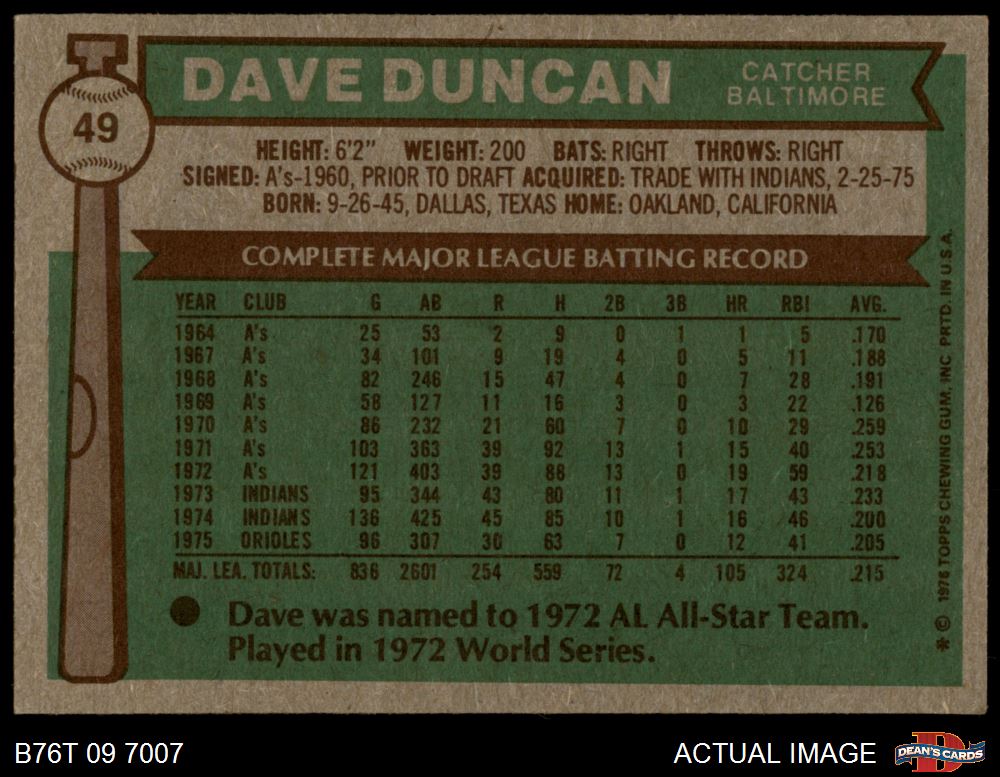 49
DAVE DUNCAN
CATCHER
BALTIMORE
HEIGHT: 6'2" WEIGHT: 200 BATS: RIGHT THROWS: RIGHT
SIGNED: A's-1960, PRIOR TO DRAFT ACQUIRED: TRADE WITH INDIANS, 2-25-75
BORN: 9-26-45, DALLAS, TEXAS HOME: OAKLAND, CALIFORNIA
COMPLETE MAJOR LEAGUE BATTING RECORD
YEAR CLUB G AB R H 2B 3B HR RBI AVG.
1964 A's 25 53 2 9 0 1 1 5 .170
1967 A's 34 101 9 19 4 0 5 11 .188
1968 A's 82 246 15 47 4 0 7 28 .191
1969 A's 58 127 11 16 3 0 3 22 .126
1970 A's 86 232 21 60 7 0 10 29 .259
1971 A's 103 363 39 92 13 1 15 40 .253
1972 A's 121 403 39 88 13 0 19 59 .218
1973 INDIANS 95 344 43 80 11 1 17 43 .233
1974 INDIANS 136 425 45 85 10 1 16 46 .200
1975 ORIOLES 96 307 30 63 7 0 12 41 .205
MAJ. LEA. TOTALS: 836 2601 254 559 72 4 105 324 .215
Dave was named to 1972 AL All-Star Team.
Played in 1972 World Series.
* © 1976 TOPPS CHEWING GUM, INC. PRTD. IN U.S.A.
B76T 09 7007
ACTUAL IMAGE
DEAN'S CARDS